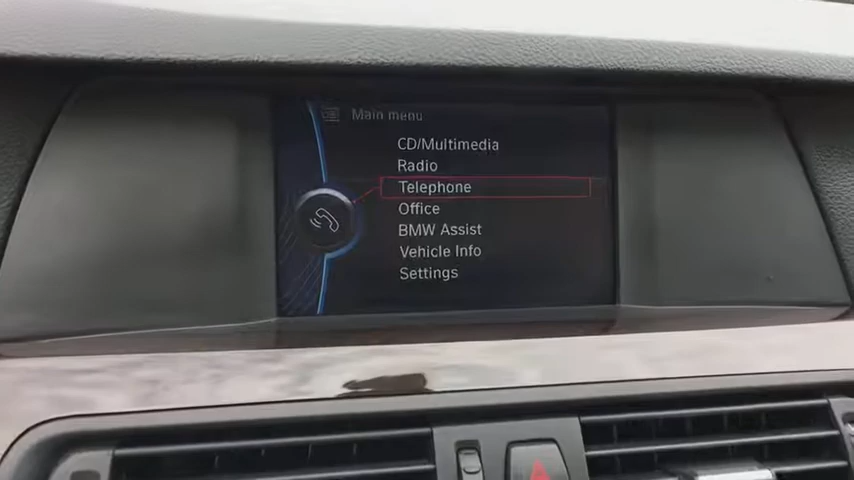 Main menu
CD/Multimedia
Radio
Telephone
Office
BMW Assist
Vehicle Info
Settings